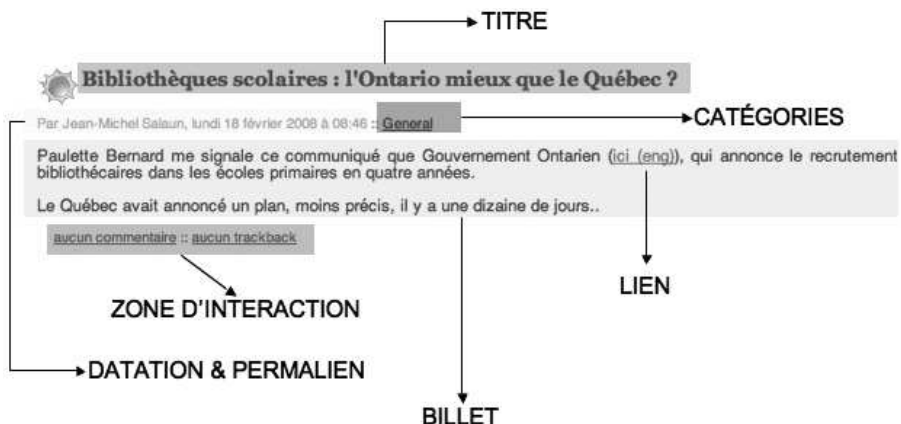 TITRE
Bibliothèques scolaires : l'Ontario mieux que le Québec ?
Par Jean-Michel Salaun, lundi 18 février 2008 à 08:46 :: General
CATÉGORIES
Paulette Bernard me signale ce communiqué que Gouvernement Ontarien (ici (eng)), qui annonce le recrutement
bibliothécaires dans les écoles primaires en quatre années.
Le Québec avait annoncé un plan, moins précis, il y a une dizaine de jours..
aucun commentaire :: aucun trackback
LIEN
ZONE D'INTERACTION
DATATION & PERMALIEN
BILLET